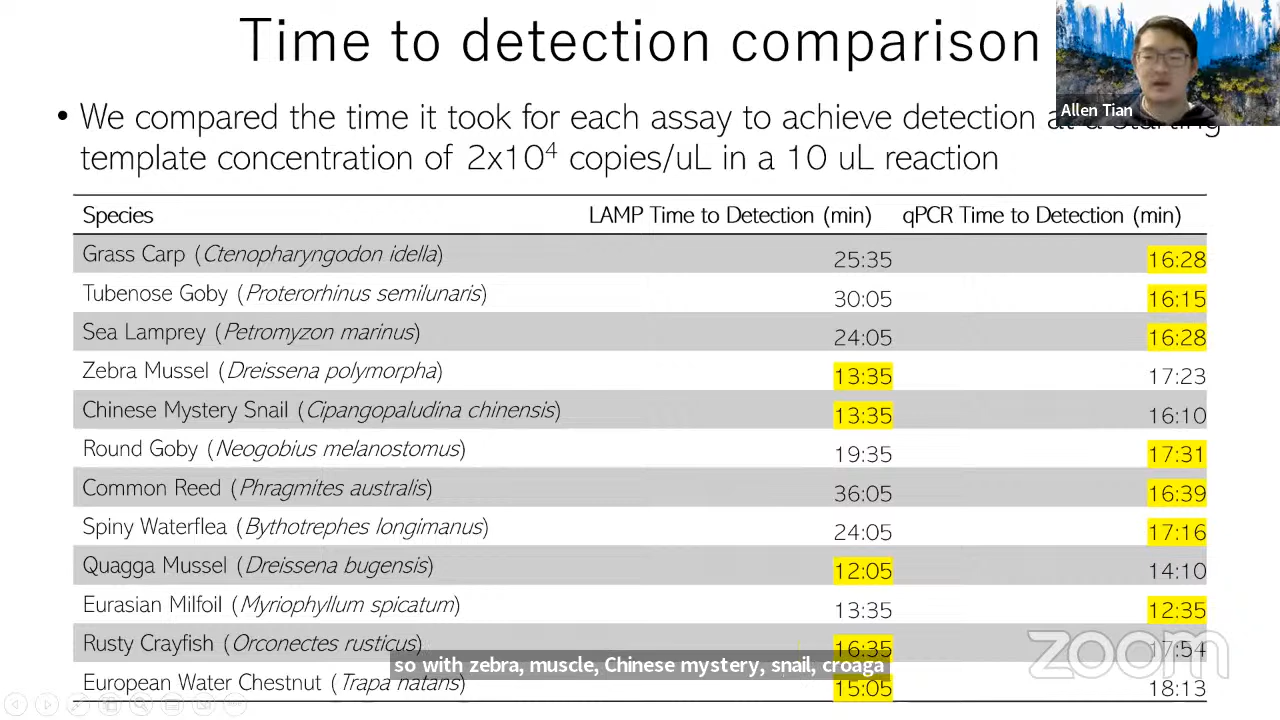 Time to detection comparison
Allen Tian
• We compared the time it took for each assay to achieve detection at a starting
template concentration of 2x10⁴ copies/uL in a 10 uL reaction
Species LAMP Time to Detection (min) qPCR Time to Detection (min)
Grass Carp (Ctenopharyngodon idella) 25:35 16:28
Tubenose Goby (Proterorhinus semilunaris) 30:05 16:15
Sea Lamprey (Petromyzon marinus) 24:05 16:28
Zebra Mussel (Dreissena polymorpha) 13:35 17:23
Chinese Mystery Snail (Cipangopaludina chinensis) 13:35 16:10
Round Goby (Neogobius melanostomus) 19:35 17:31
Common Reed (Phragmites australis) 36:05 16:39
Spiny Waterflea (Bythotrephes longimanus) 24:05 17:16
Quagga Mussel (Dreissena bugensis) 12:05 14:10
Eurasian Milfoil (Myriophyllum spicatum) 13:35 12:35
Rusty Crayfish (Orconectes rusticus) 16:35 17:54
zoom
so with zebra, muscle, Chinese mystery, snail, croaga
European Water Chestnut (Trapa natans) 15:05 18:13